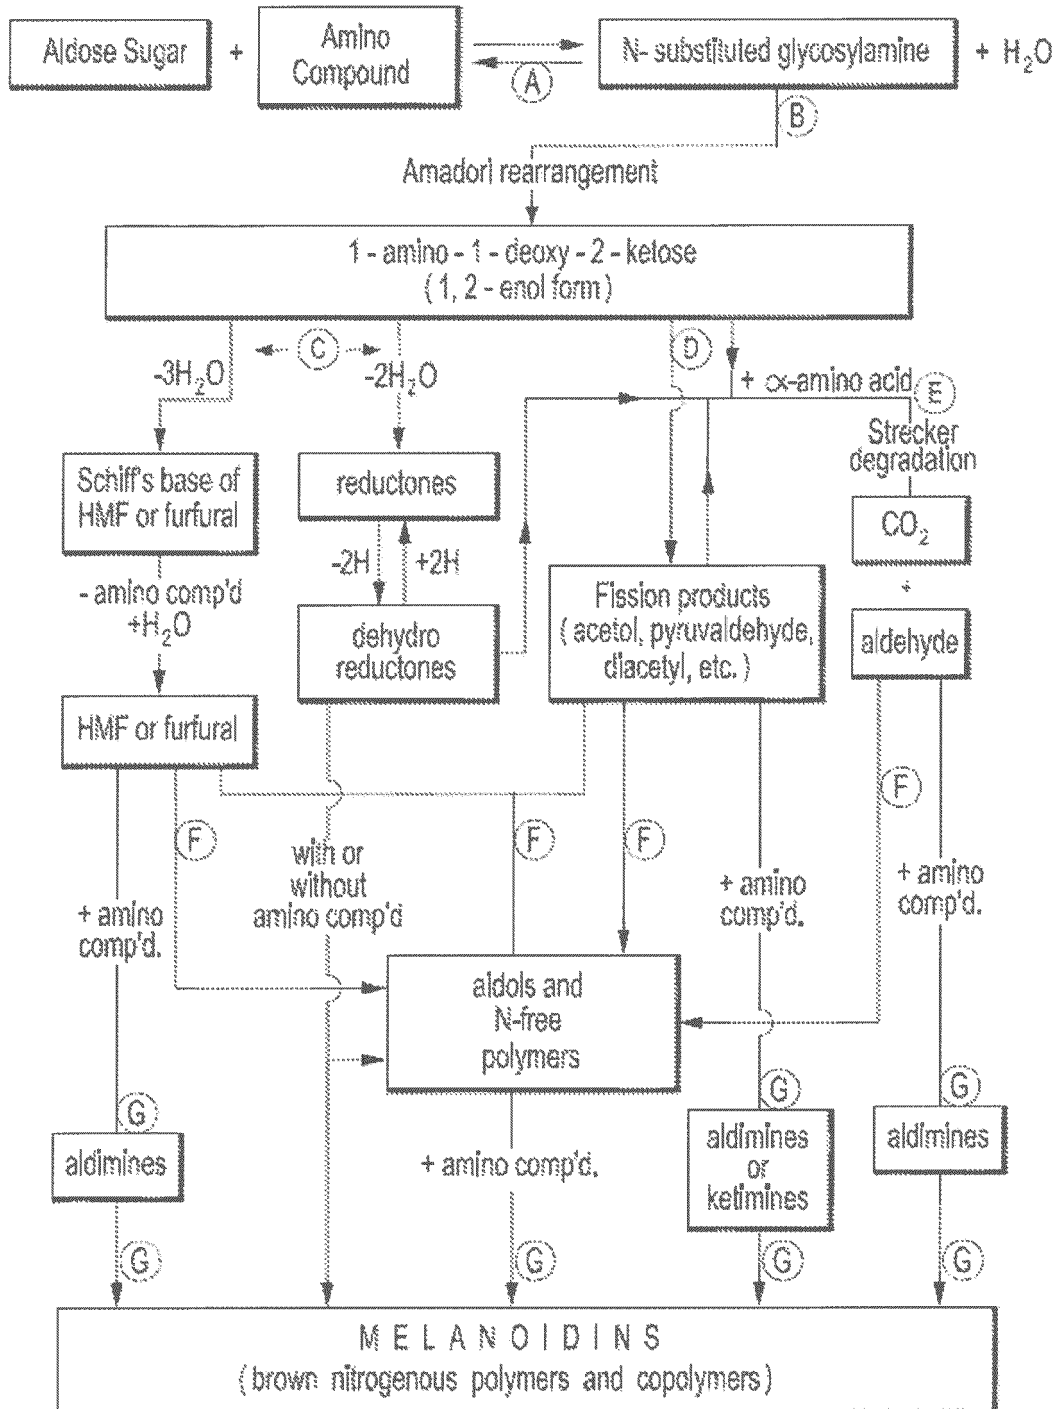 Aldose Sugar + Amino Compound N- substituted glycosylamine + H2O
A
B
Amadori rearrangement
1 - amino - 1 - deoxy - 2 - ketose
( 1, 2 - enol form )
C
D
-3H2O
-2H2O
+ ∝-amino acid
E
Strecker
degradation
Schiff's base of
HMF or furfural
reductones
CO2
-2H
+2H
- amino comp'd
+H2O
+
Fission products
( acetol, pyruvaldehyde,
diacetyl, etc. )
dehydro
reductones
aldehyde
HMF or furfural
F
F
F
F
with or
without
amino comp'd
+ amino
comp'd.
+ amino
comp'd.
+ amino
comp'd.
aldols and
N-free
polymers
G
G
G
aldimines
+ amino comp'd.
aldimines
or
ketimines
aldimines
G
G
G
G
MELANOIDINS
( brown nitrogenous polymers and copolymers )